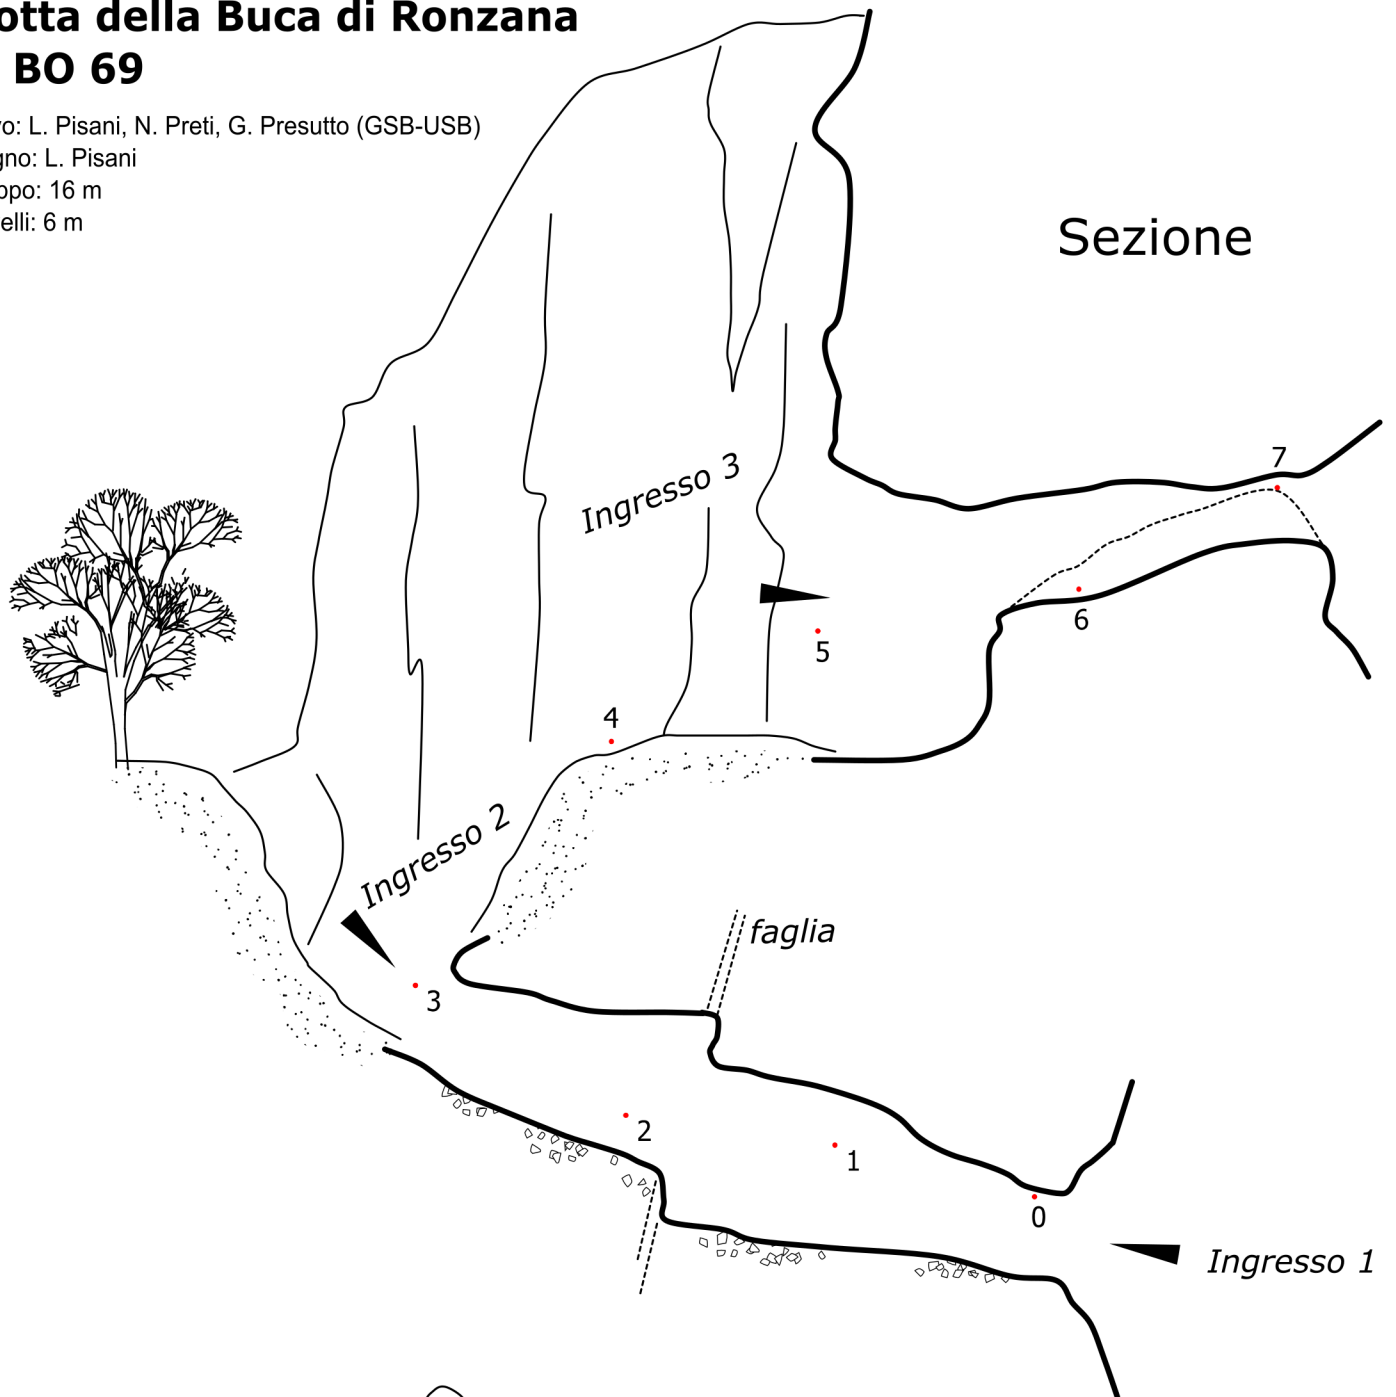 otta della Buca di Ronzana
BO 69
vo: L. Pisani, N. Preti, G. Presutto (GSB-USB)
gno: L. Pisani
ppo: 16 m
elli: 6 m
Sezione
Ingresso 3
7
6
5
4
Ingresso 2
faglia
3
2
1
0
Ingresso 1